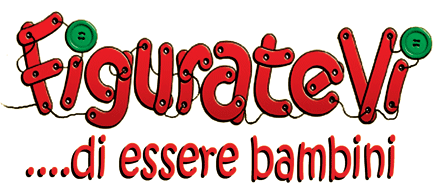 FigurateVi
....di essere bambini